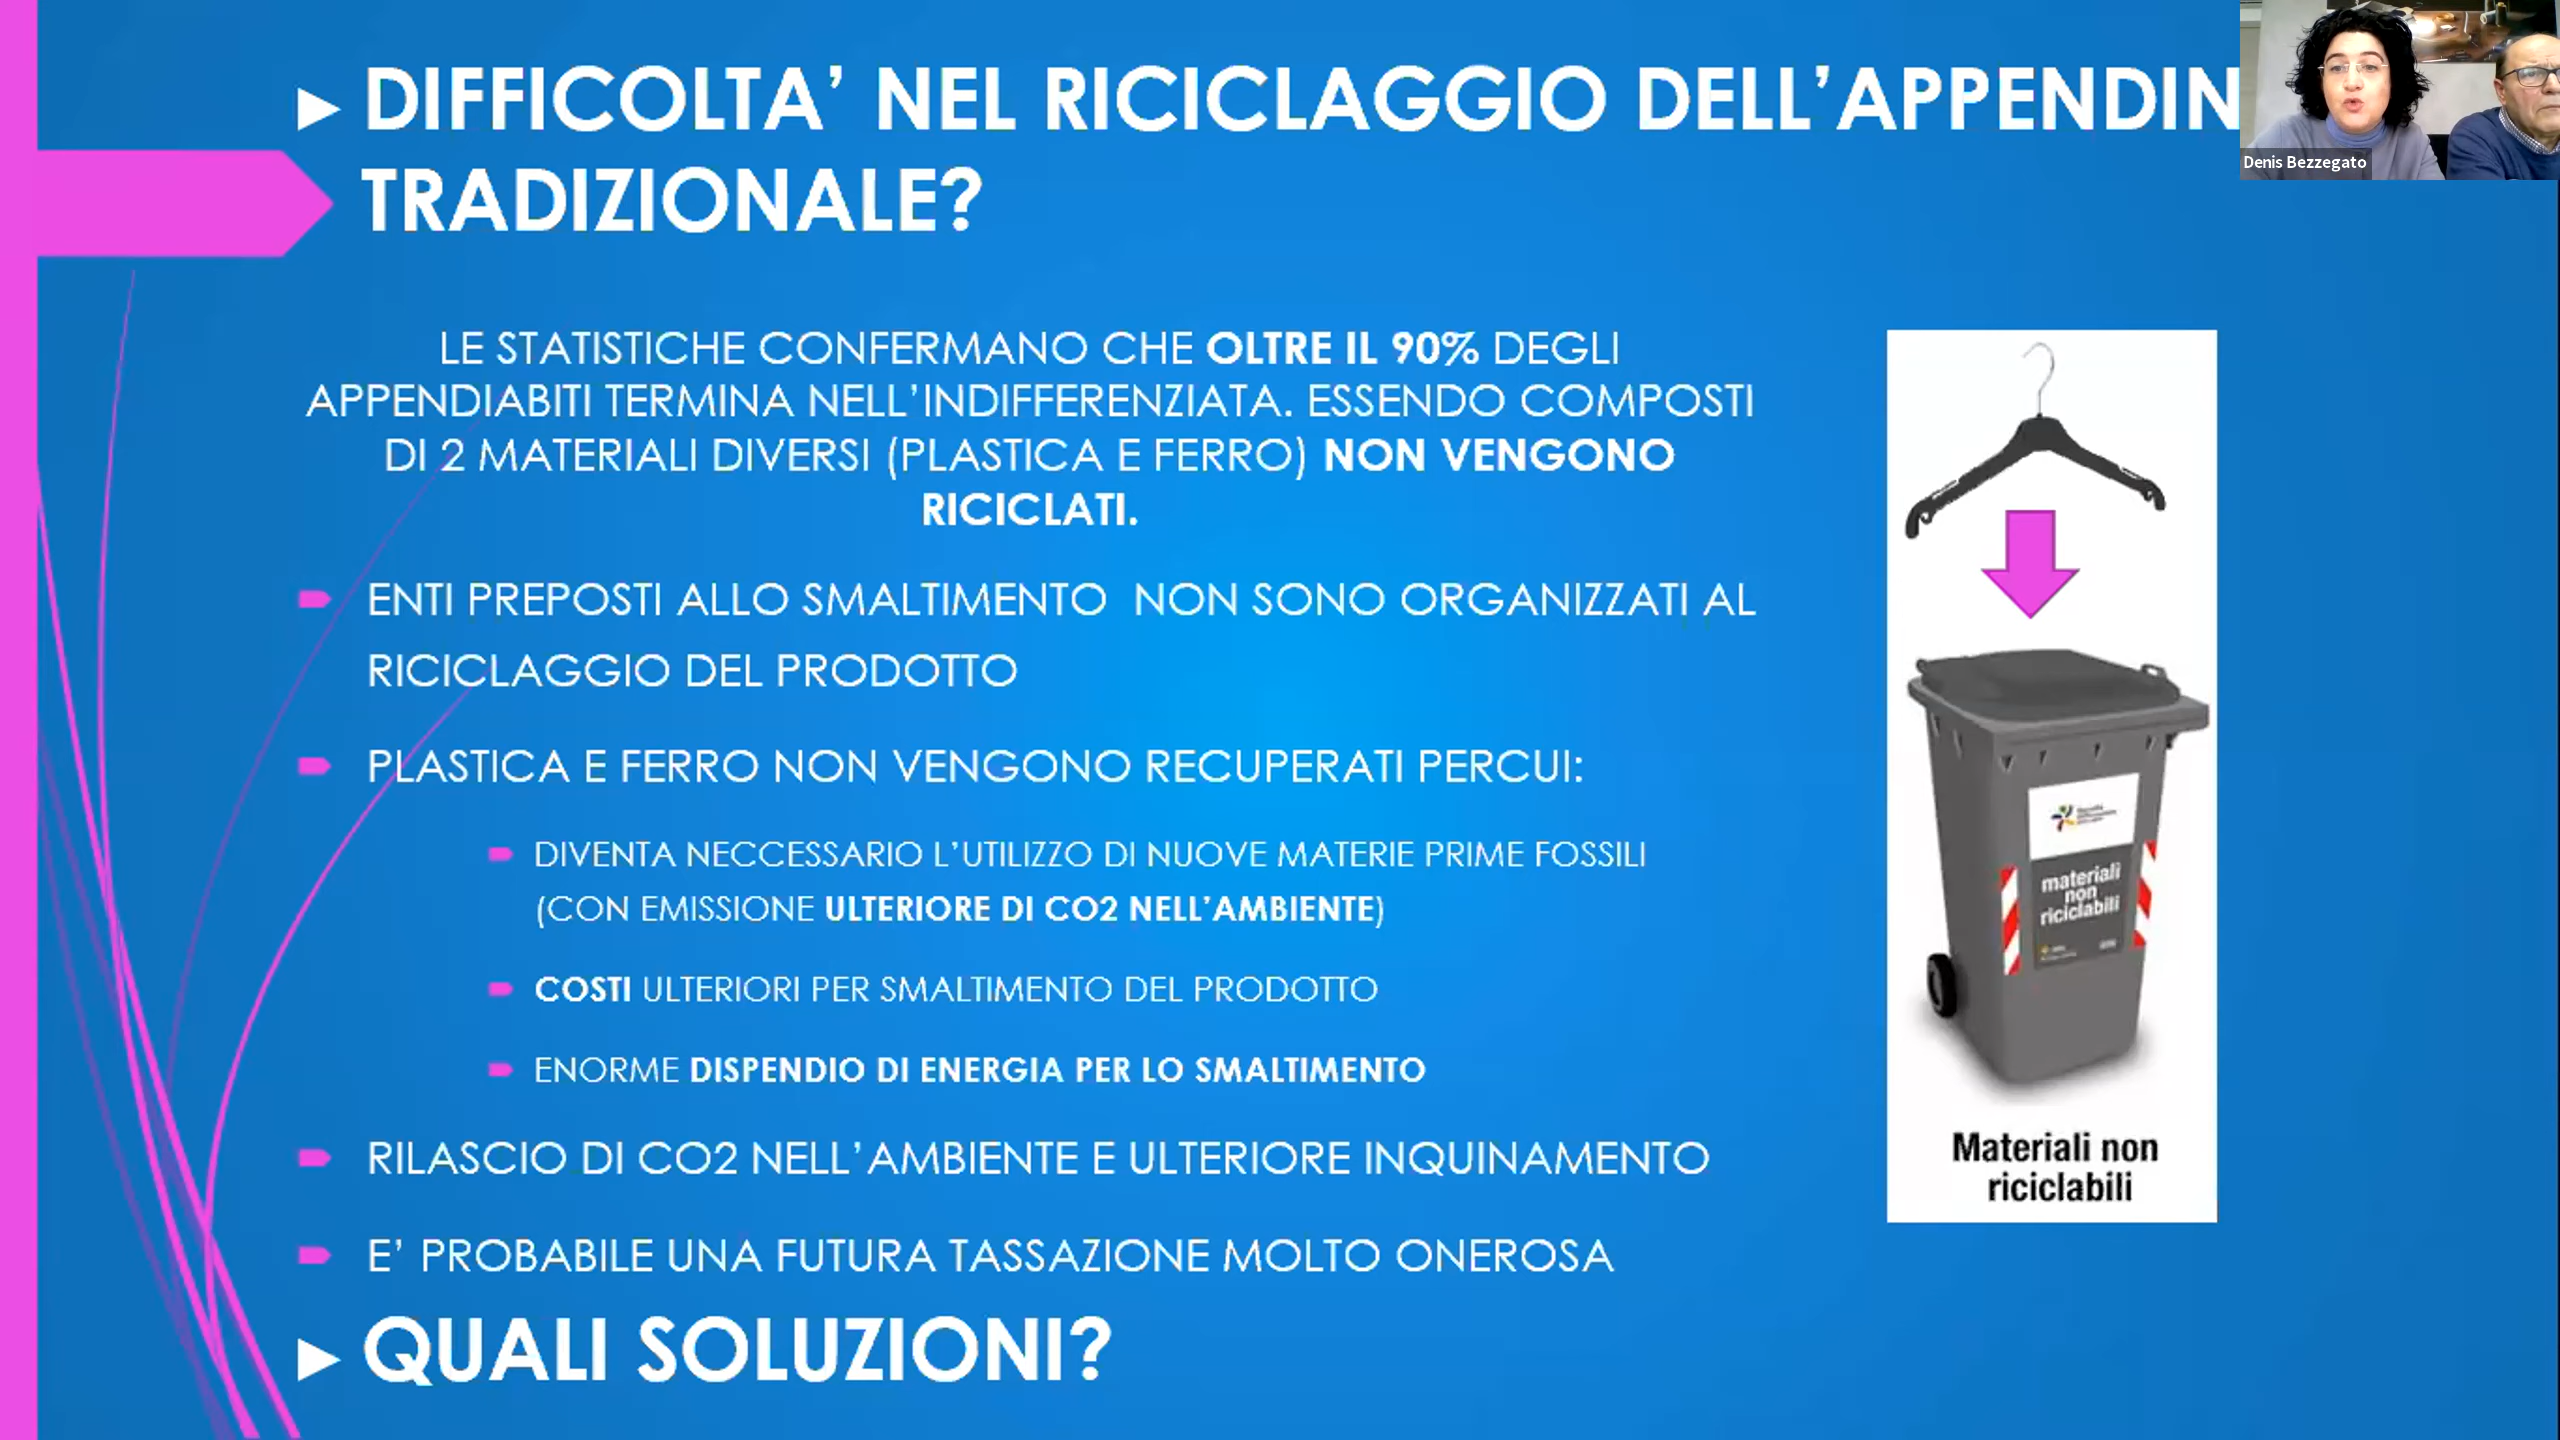 DIFFICOLTA’ NEL RICICLAGGIO DELL’APPENDIN
TRADIZIONALE?
Denis Bezzegato
LE STATISTICHE CONFERMANO CHE OLTRE IL 90% DEGLI
APPENDIABITI TERMINA NELL’INDIFFERENZIATA. ESSENDO COMPOSTI
DI 2 MATERIALI DIVERSI (PLASTICA E FERRO) NON VENGONO
RICICLATI.
ENTI PREPOSTI ALLO SMALTIMENTO NON SONO ORGANIZZATI AL
RICICLAGGIO DEL PRODOTTO
PLASTICA E FERRO NON VENGONO RECUPERATI PERCUI:
DIVENTA NECCESSARIO L’UTILIZZO DI NUOVE MATERIE PRIME FOSSILI
(CON EMISSIONE ULTERIORE DI CO2 NELL’AMBIENTE)
COSTI ULTERIORI PER SMALTIMENTO DEL PRODOTTO
ENORME DISPENDIO DI ENERGIA PER LO SMALTIMENTO
RILASCIO DI CO2 NELL’AMBIENTE E ULTERIORE INQUINAMENTO
E’ PROBABILE UNA FUTURA TASSAZIONE MOLTO ONEROSA
QUALI SOLUZIONI?
materiali
non
riciclabili
Materiali non
riciclabili